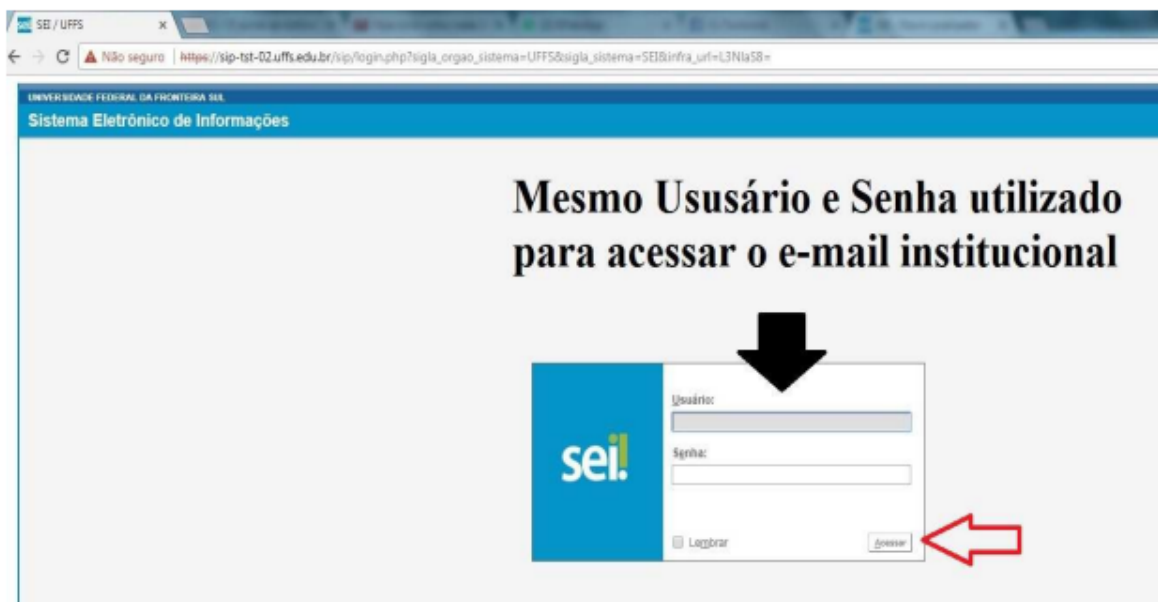 SEI / UFFS
Não seguro | https://sip-tst-02.uffs.edu.br/sip/login.php?sigla_orgao_sistema=UFFS&sigla_sistema=SEI&infra_url=L3NlaS8=
UNIVERSIDADE FEDERAL DA FRONTEIRA SUL
Sistema Eletrônico de Informações
Mesmo Ususário e Senha utilizado
para acessar o e-mail institucional
Usuário:
sei!
Senha:
Lembrar
Acessar